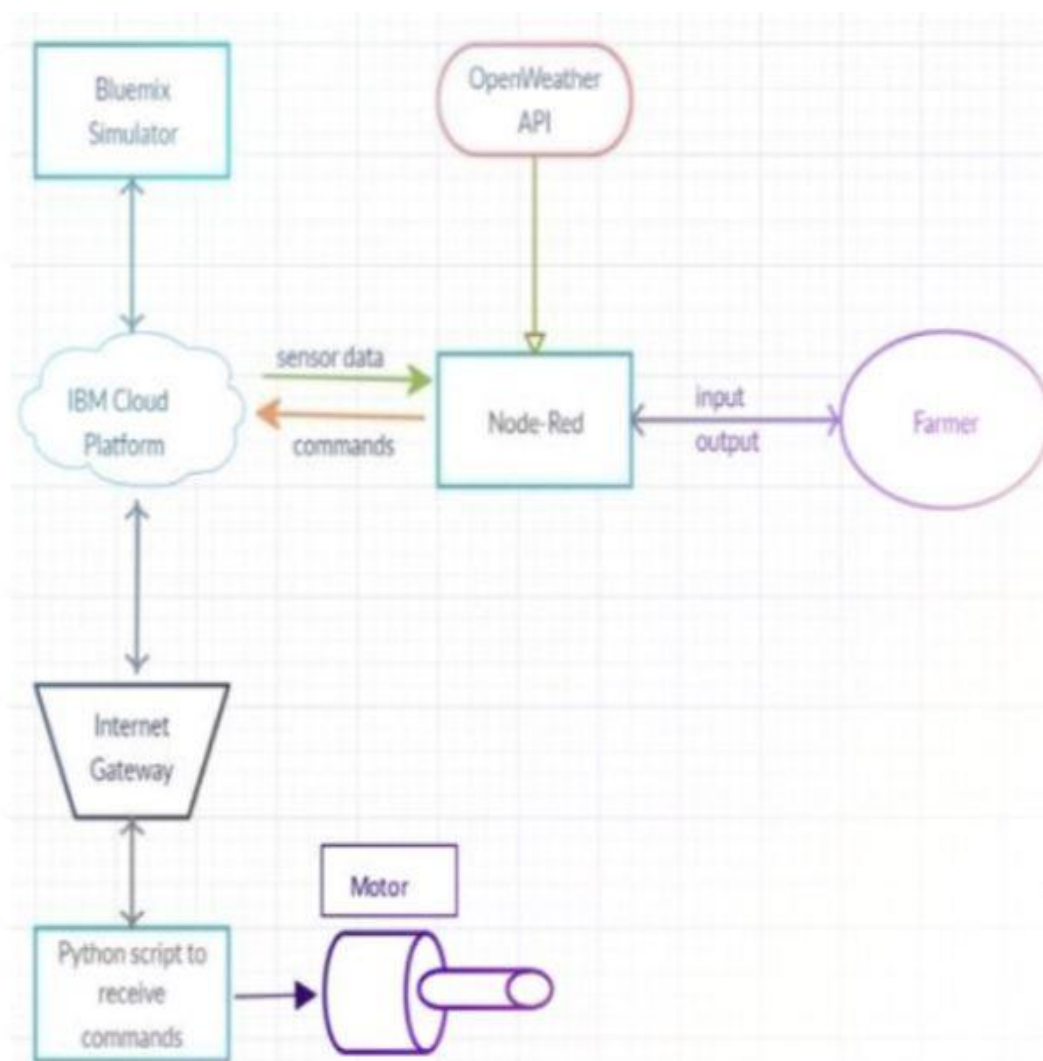 Bluemix
Simulator
OpenWeather
API
sensor data
IBM Cloud
Platform
commands
Node-Red
input
output
Farmer
Internet
Gateway
Motor
Python script to
receive
commands